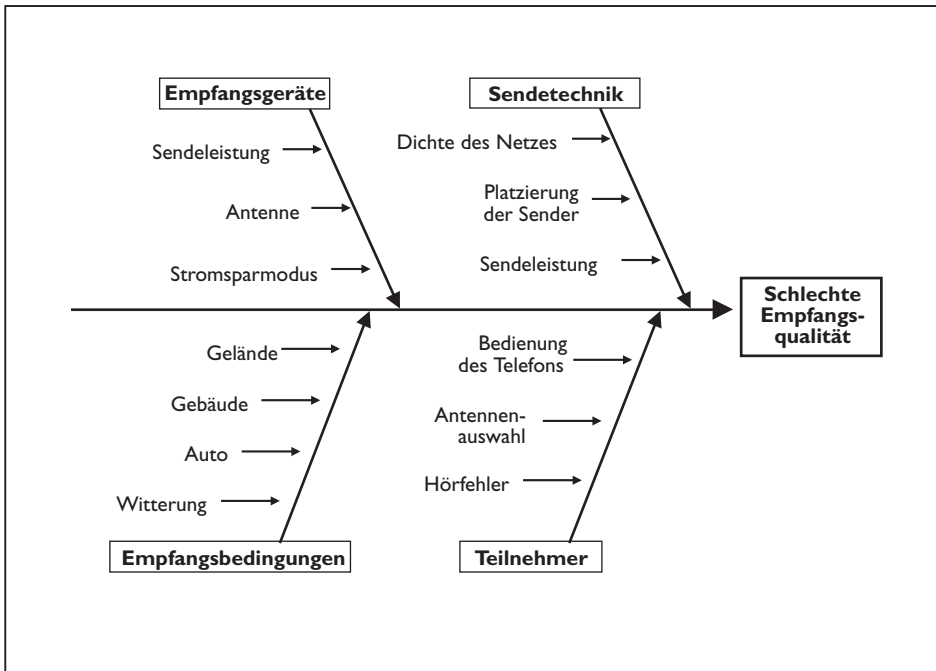 Empfangsgeräte
Sendeleistung
Antenne
Stromsparmodus
Sendetechnik
Dichte des Netzes
Platzierung
der Sender
Sendeleistung
Schlechte
Empfangs-
qualität
Gelände
Gebäude
Auto
Witterung
Empfangsbedingungen
Bedienung
des Telefons
Antennen-
auswahl
Hörfehler
Teilnehmer